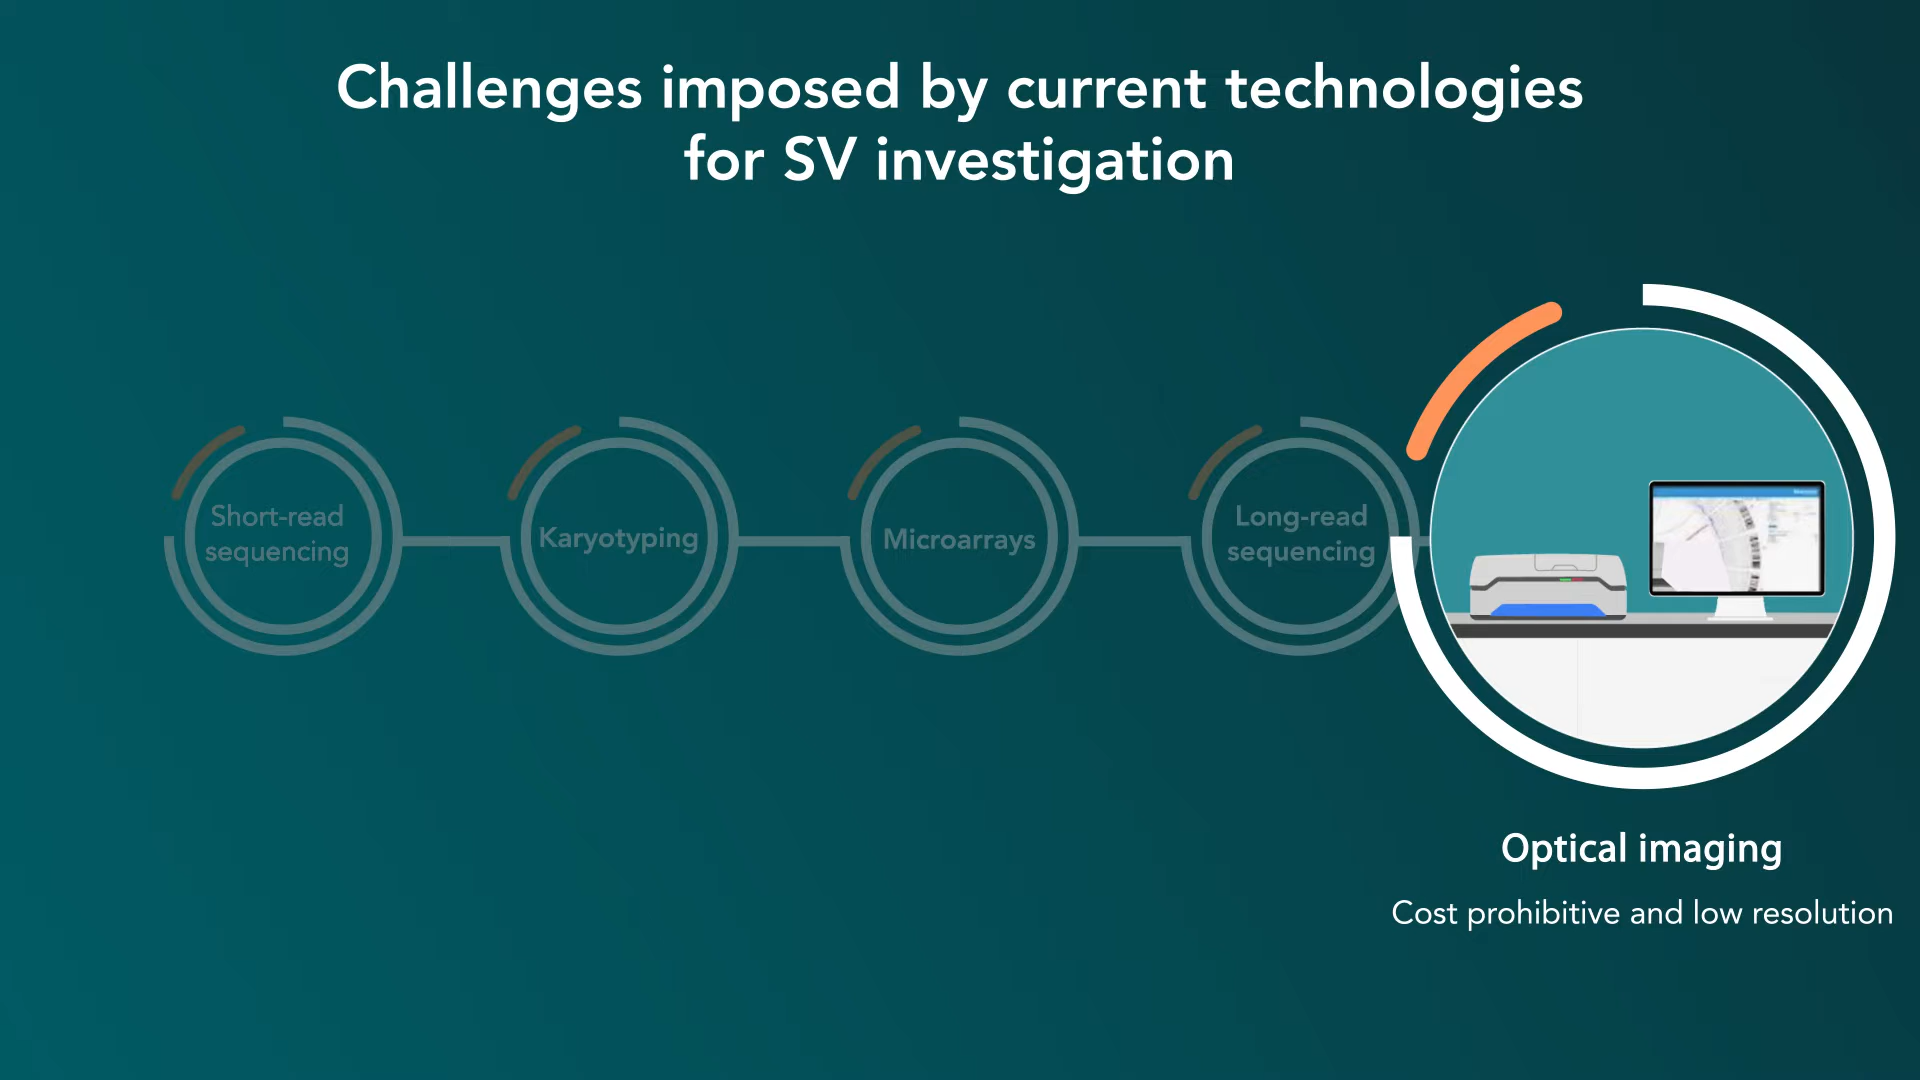 Challenges imposed by current technologies
for SV investigation
Short-read
sequencing
Karyotyping
Microarrays
Long-read
sequencing
Optical imaging
Cost prohibitive and low resolution